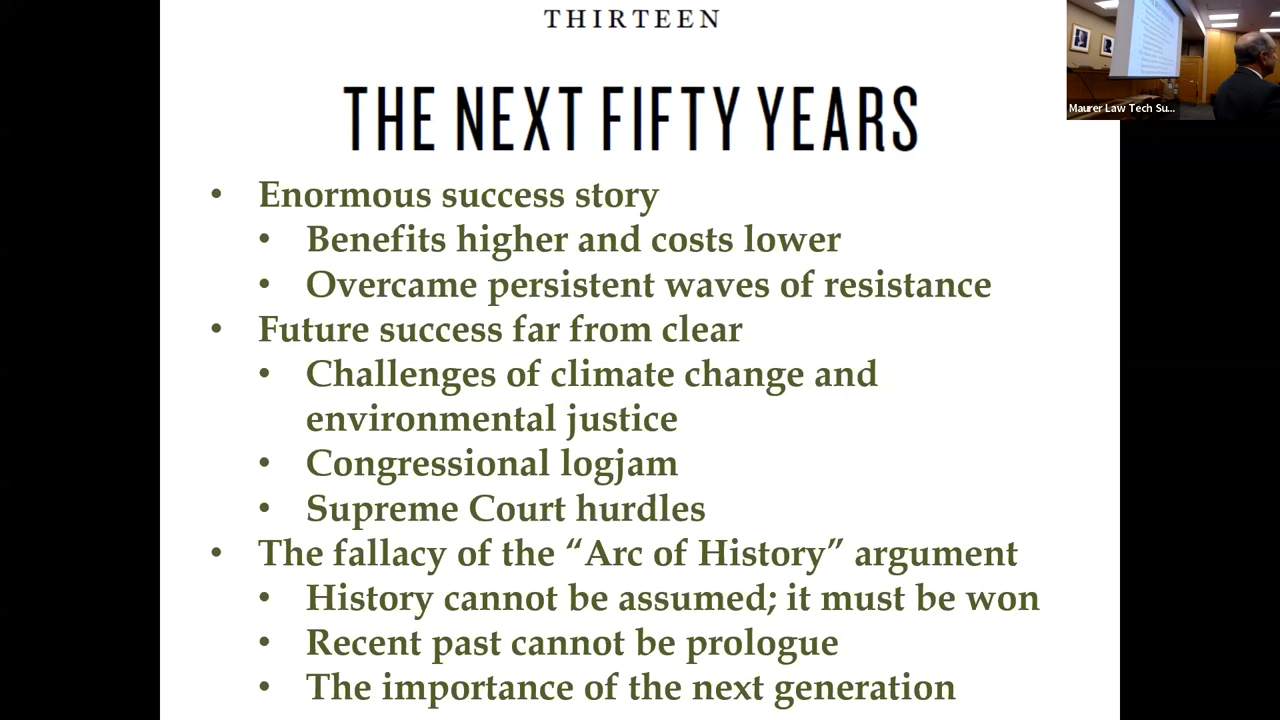 THIRTEEN
THE NEXT FIFTY YEARS
• Enormous success story
• Benefits higher and costs lower
• Overcame persistent waves of resistance
• Future success far from clear
• Challenges of climate change and
environmental justice
• Congressional logjam
• Supreme Court hurdles
• The fallacy of the “Arc of History” argument
• History cannot be assumed; it must be won
• Recent past cannot be prologue
• The importance of the next generation
Maurer Law Tech Su...